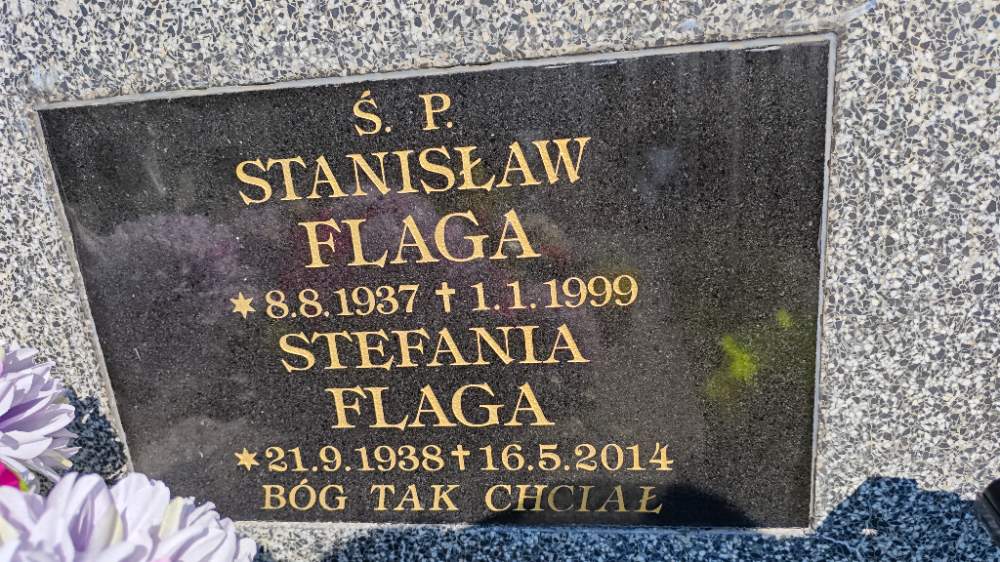 Ś. P.
STANISŁAW
FLAGA
✶ 8.8.1937 † 1.1.1999
STEFANIA
FLAGA
✶ 21.9.1938 † 16.5.2014
BÓG TAK CHCIAŁ